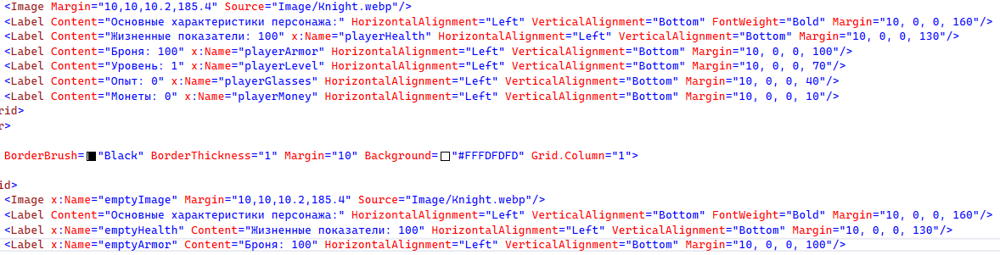 <Image Margin="10,10,10.2,185.4" Source="Image/Knight.webp"/>
<Label Content="Основные характеристики персонажа:" HorizontalAlignment="Left" VerticalAlignment="Bottom" FontWeight="Bold" Margin="10, 0, 0, 160"/>
<Label Content="Жизненные показатели: 100" x:Name="playerHealth" HorizontalAlignment="Left" VerticalAlignment="Bottom" Margin="10, 0, 0, 130"/>
<Label Content="Броня: 100" x:Name="playerArmor" HorizontalAlignment="Left" VerticalAlignment="Bottom" Margin="10, 0, 0, 100"/>
<Label Content="Уровень: 1" x:Name="playerLevel" HorizontalAlignment="Left" VerticalAlignment="Bottom" Margin="10, 0, 0, 70"/>
<Label Content="Опыт: 0" x:Name="playerGlasses" HorizontalAlignment="Left" VerticalAlignment="Bottom" Margin="10, 0, 0, 40"/>
<Label Content="Монеты: 0" x:Name="playerMoney" HorizontalAlignment="Left" VerticalAlignment="Bottom" Margin="10, 0, 0, 10"/>
rid>
r>
BorderBrush="Black" BorderThickness="1" Margin="10" Background="#FFFDFDFD" Grid.Column="1">
id>
<Image x:Name="emptyImage" Margin="10,10,10.2,185.4" Source="Image/Knight.webp"/>
<Label Content="Основные характеристики персонажа:" HorizontalAlignment="Left" VerticalAlignment="Bottom" FontWeight="Bold" Margin="10, 0, 0, 160"/>
<Label x:Name="emptyHealth" Content="Жизненные показатели: 100" HorizontalAlignment="Left" VerticalAlignment="Bottom" Margin="10, 0, 0, 130"/>
<Label x:Name="emptyArmor" Content="Броня: 100" HorizontalAlignment="Left" VerticalAlignment="Bottom" Margin="10, 0, 0, 100"/>